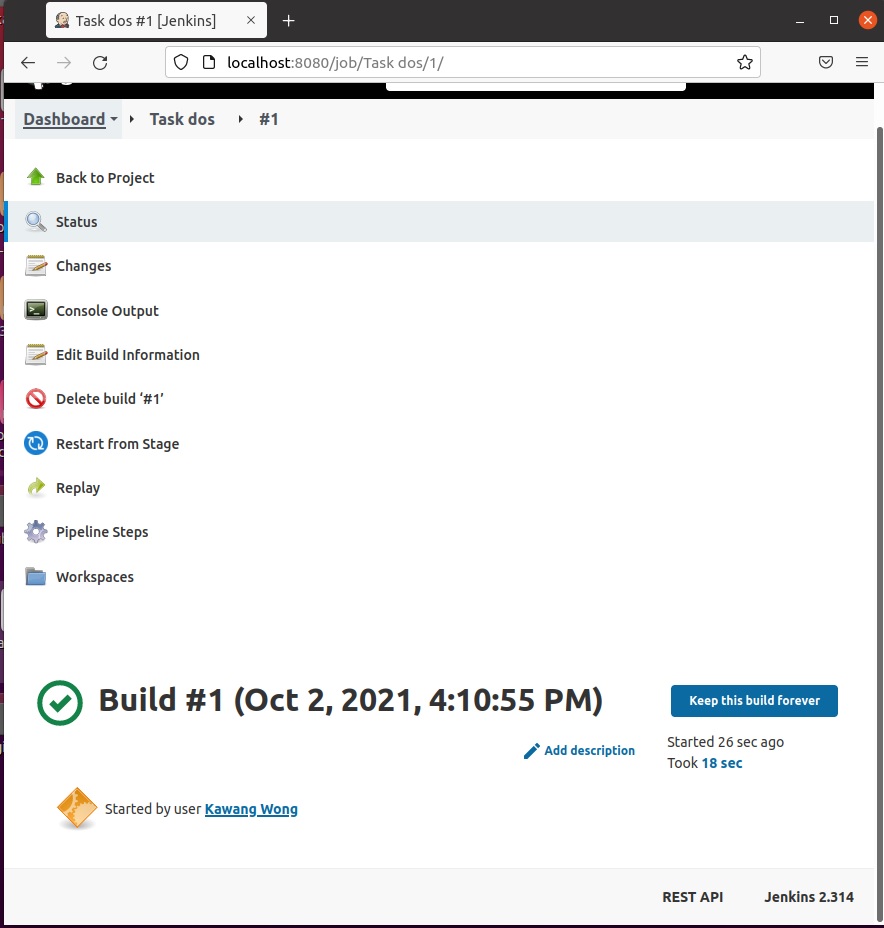 Task dos #1 [Jenkins]
localhost:8080/job/Task dos/1/
Dashboard Task dos #1
Back to Project
Status
Changes
Console Output
Edit Build Information
Delete build ‘#1’
Restart from Stage
Replay
Pipeline Steps
Workspaces
Build #1 (Oct 2, 2021, 4:10:55 PM)
Keep this build forever
Add description
Started 26 sec ago
Took 18 sec
Started by user Kawang Wong
REST API Jenkins 2.314